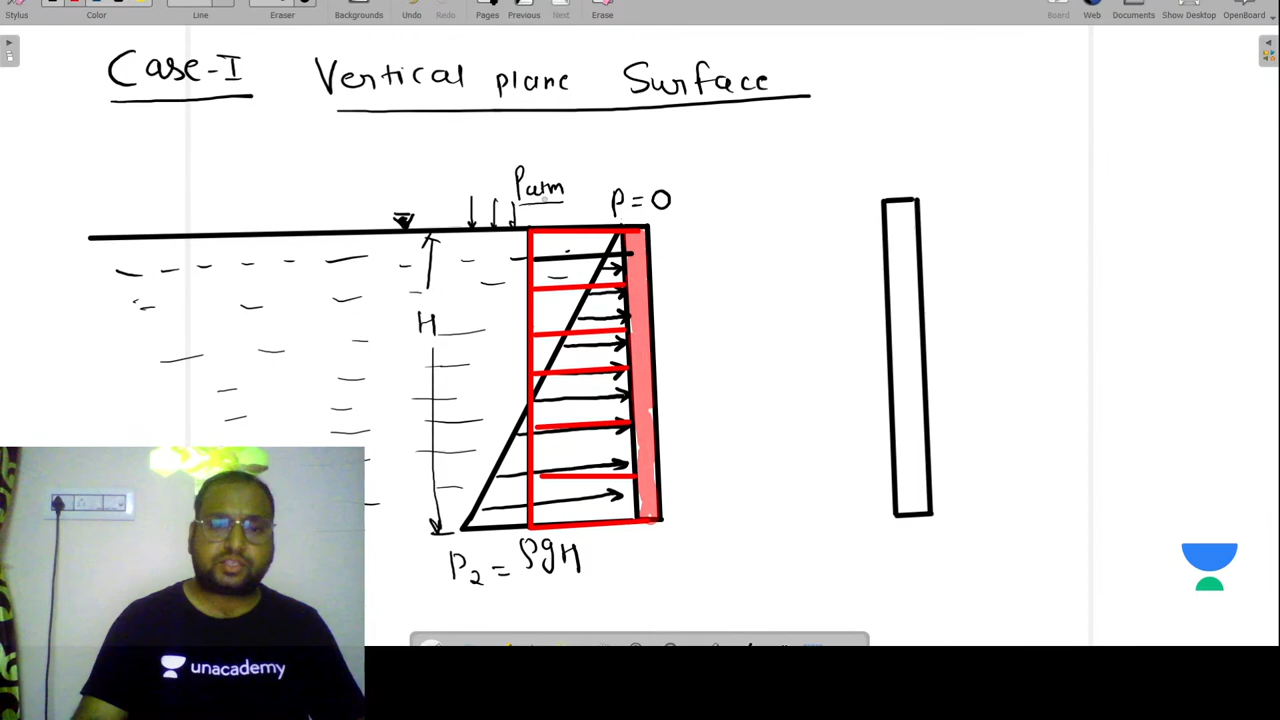 Stylus Color Line Eraser Backgrounds Undo Redo Pages Previous Next Erase Board Web Documents Show Desktop OpenBoard
Case-I Vertical plane Surface
Patm
P = 0
H
P2 = ρgH
unacademy